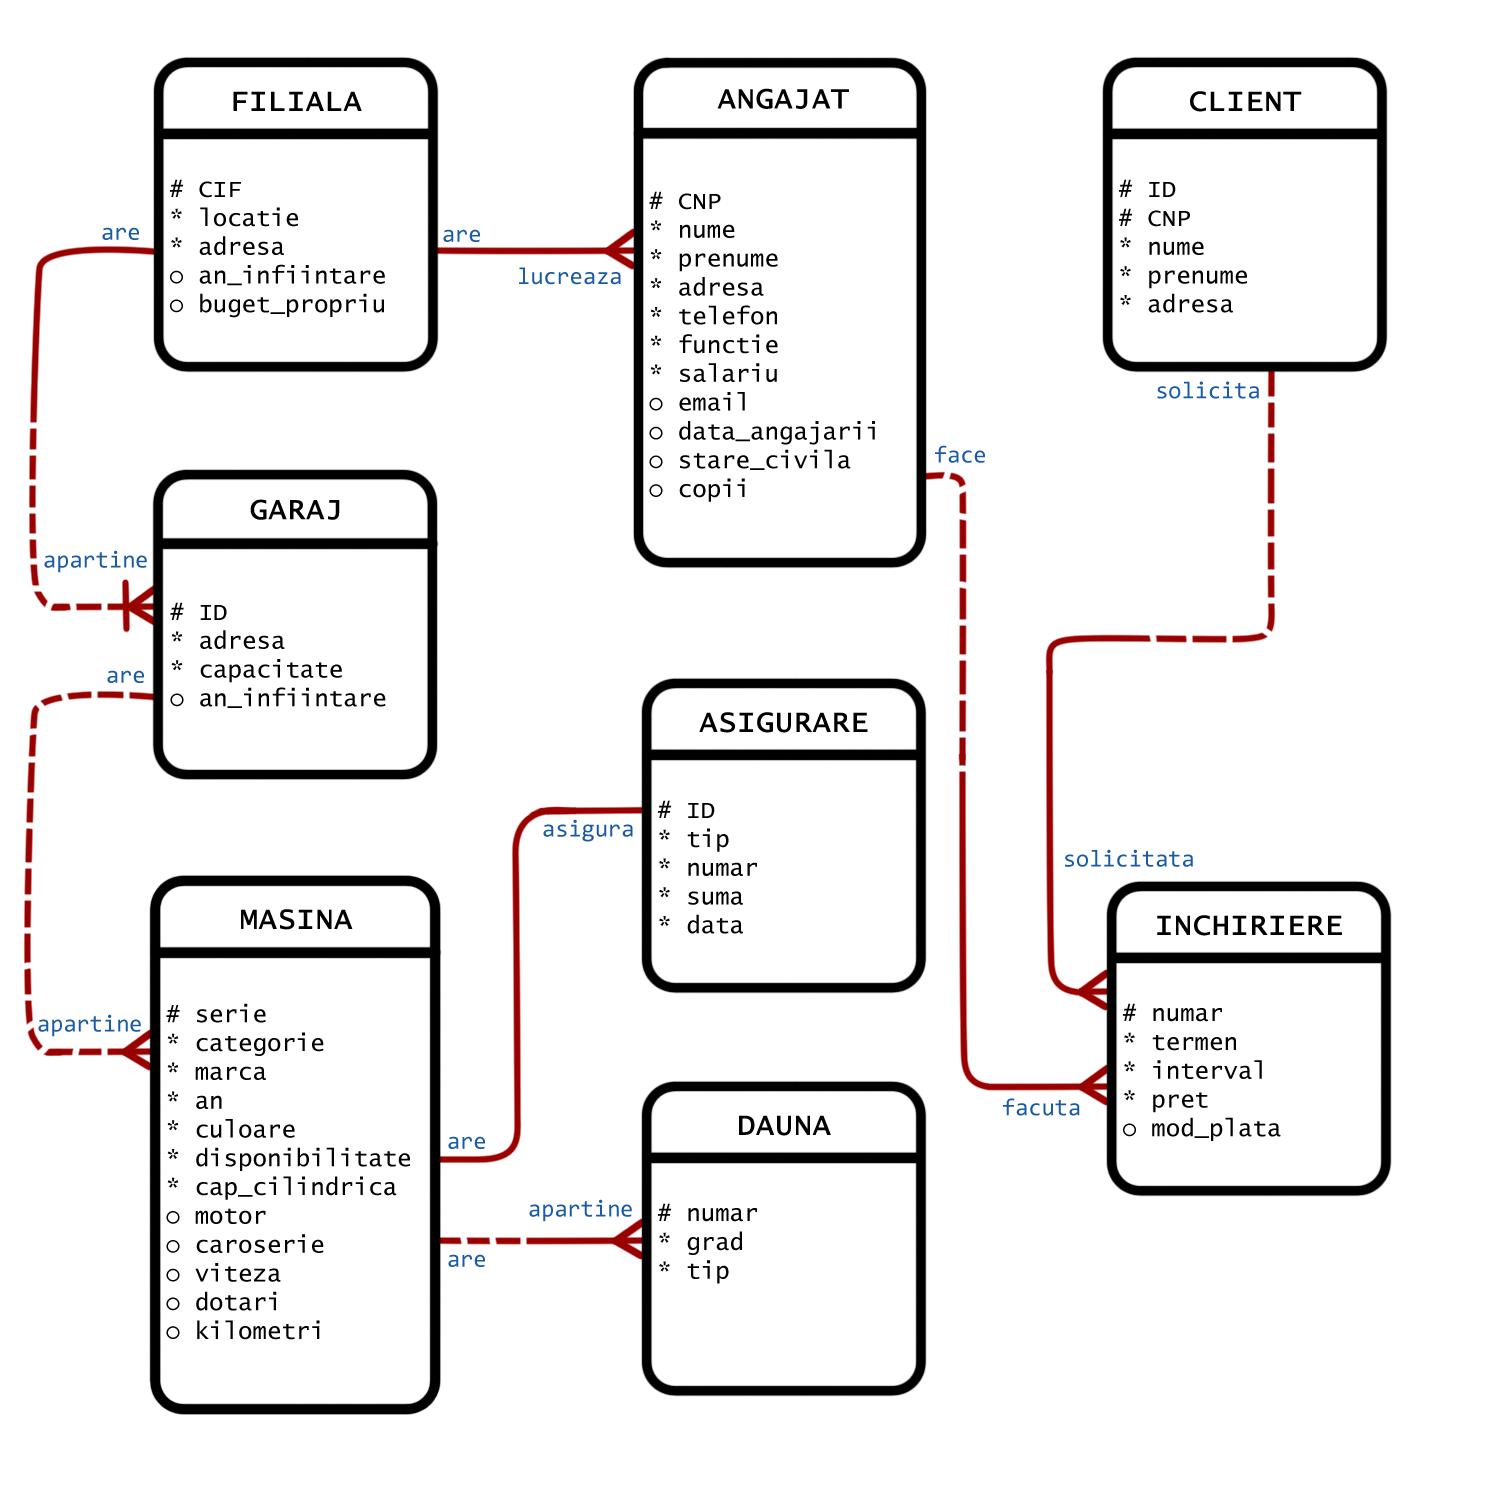 FILIALA
# CIF
* locatie
* adresa
o an_infiintare
o buget_propriu
are
are
lucreaza
ANGAJAT
# CNP
* nume
* prenume
* adresa
* telefon
* functie
* salariu
o email
o data_angajarii
o stare_civila
o copii
face
CLIENT
# ID
# CNP
* nume
* prenume
* adresa
solicita
apartine
GARAJ
# ID
* adresa
* capacitate
o an_infiintare
are
ASIGURARE
# ID
* tip
* numar
* suma
* data
asigura
apartine
MASINA
# serie
* categorie
* marca
* an
* culoare
* disponibilitate
* cap_cilindrica
o motor
o caroserie
o viteza
o dotari
o kilometri
are
are
apartine
DAUNA
# numar
* grad
* tip
solicitata
facuta
INCHIRIERE
# numar
* termen
* interval
* pret
o mod_plata